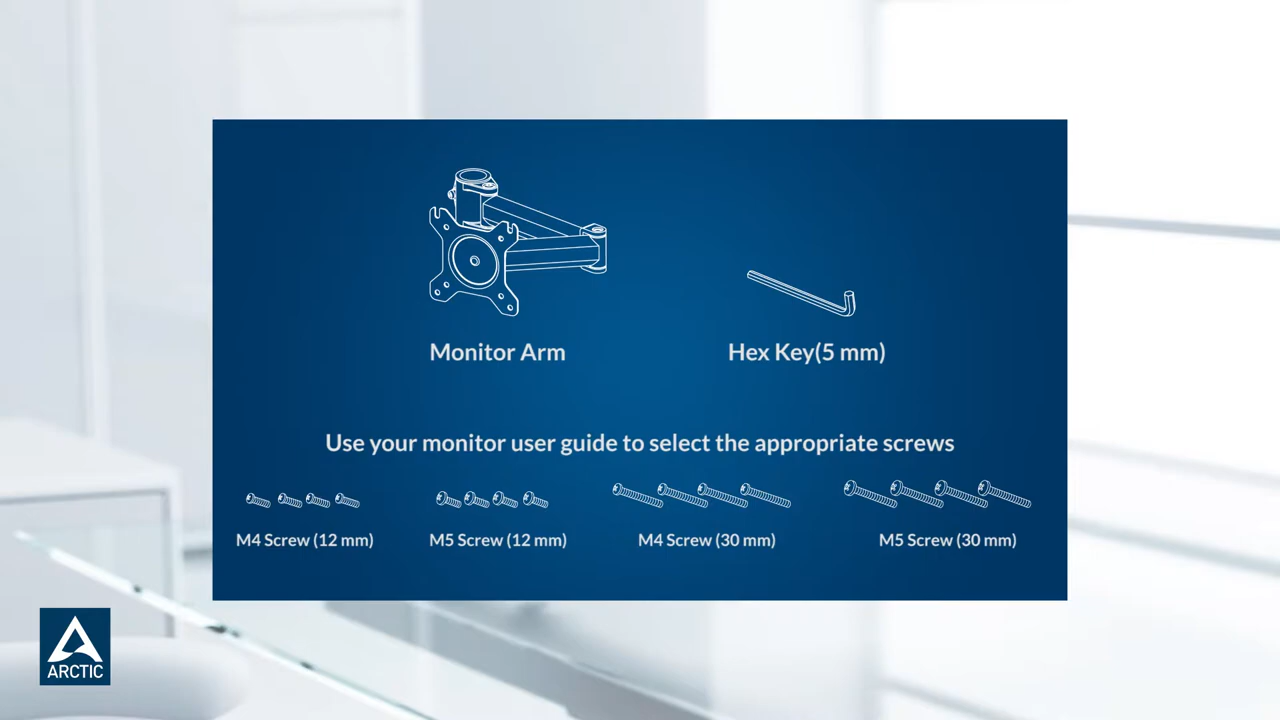 Monitor Arm
Hex Key(5 mm)
Use your monitor user guide to select the appropriate screws
M4 Screw (12 mm)
M5 Screw (12 mm)
M4 Screw (30 mm)
M5 Screw (30 mm)
ARCTIC